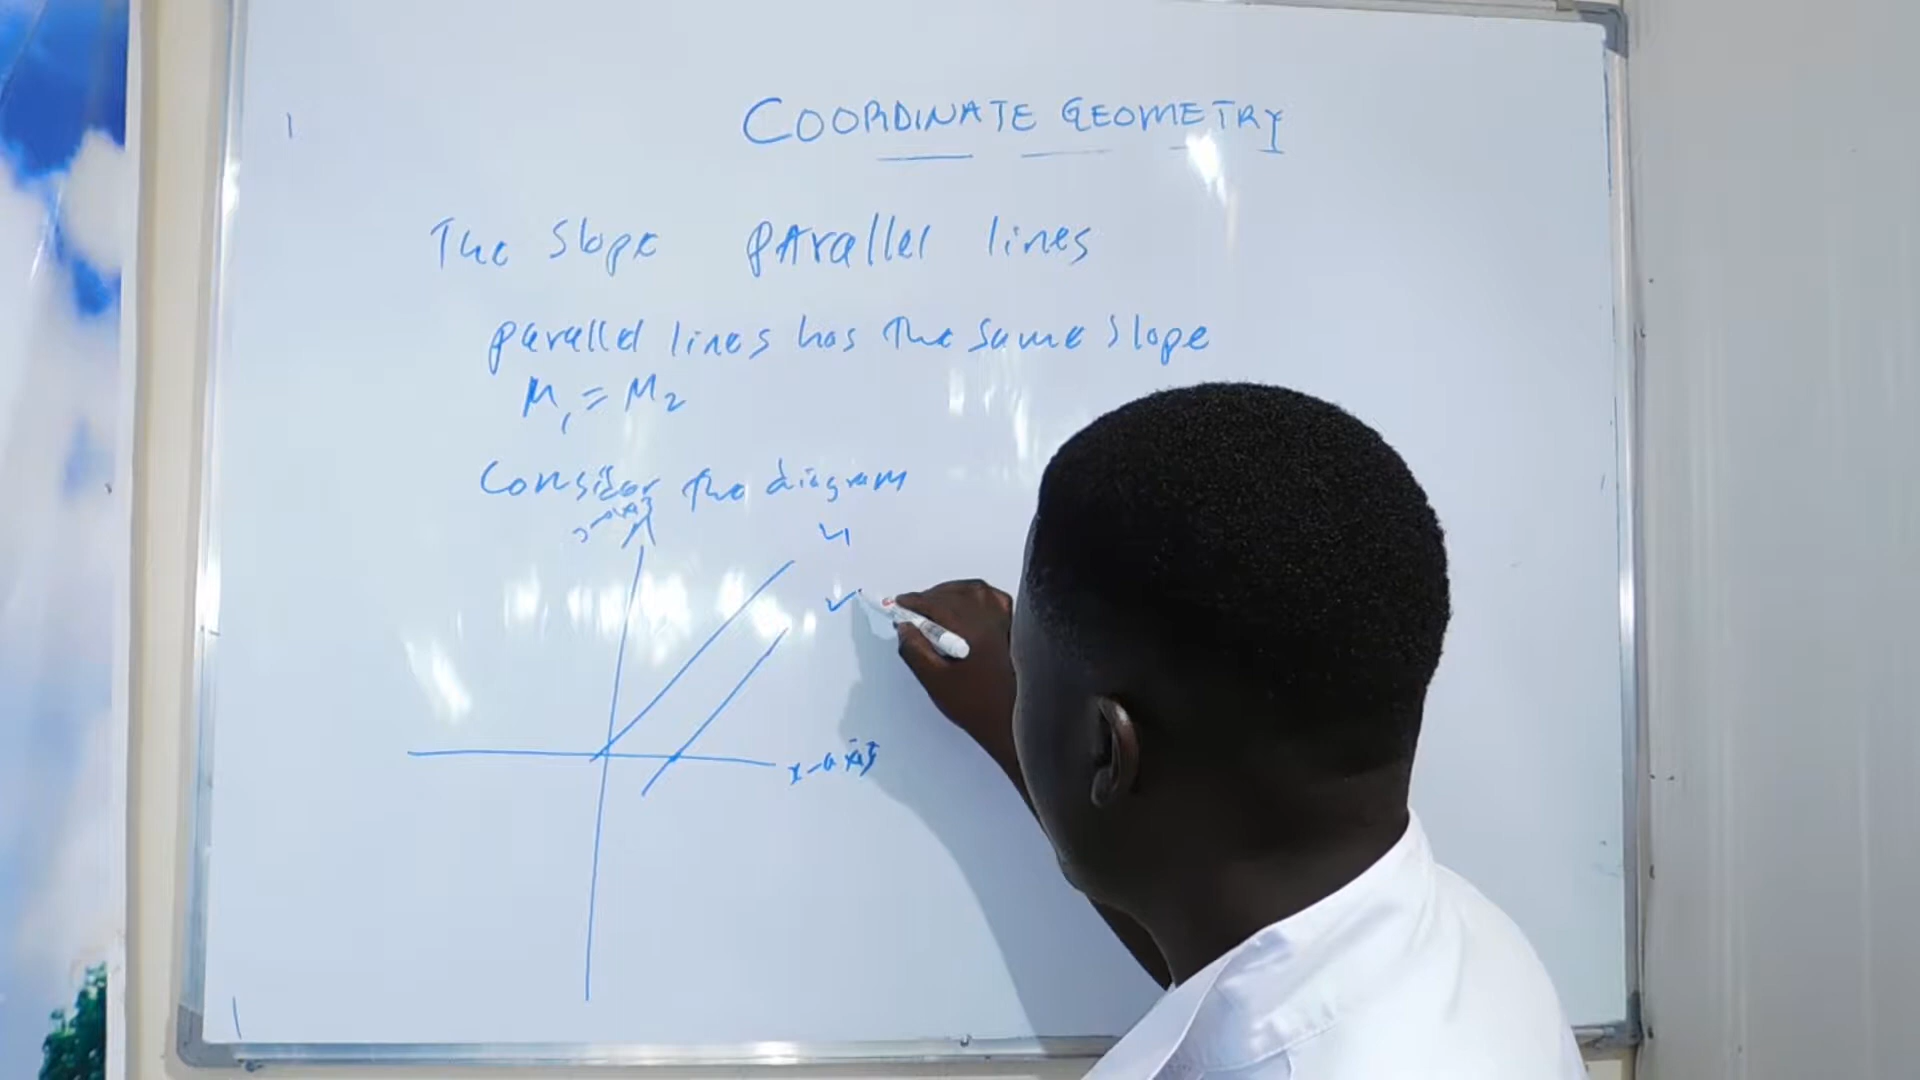 COORDINATE GEOMETRY
The slope parallel lines
parallel lines has the same slope
M1 = M2
Consider the diagram
L1
x-axis